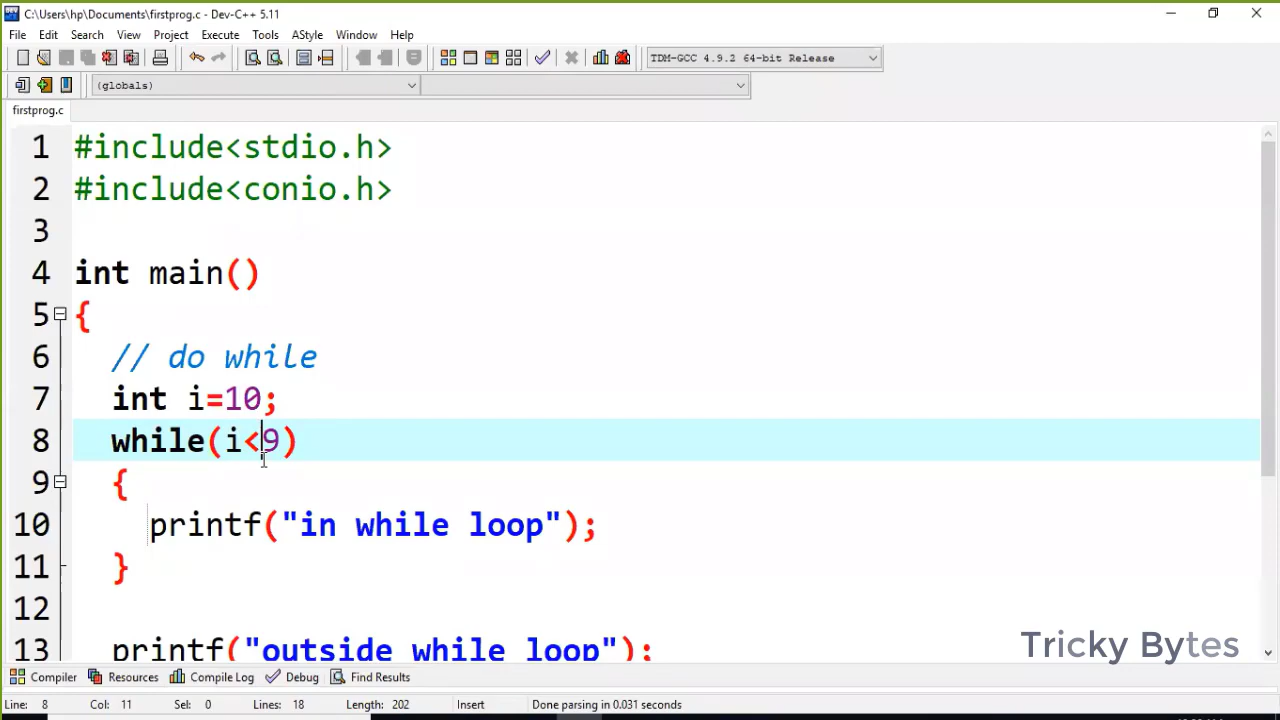 C:\Users\hp\Documents\firstprog.c - Dev-C++ 5.11
File Edit Search View Project Execute Tools AStyle Window Help
TDM-GCC 4.9.2 64-bit Release
(globals)
firstprog.c
1 #include<stdio.h>
2 #include<conio.h>
3
4 int main()
5 {
6 // do while
7 int i=10;
8 while(i<9)
9 {
10 printf("in while loop");
11 }
12
13 printf("outside while loop");
Tricky Bytes
Compiler Resources Compile Log Debug Find Results
Line: 8 Col: 11 Sel: 0 Lines: 18 Length: 202 Insert Done parsing in 0.031 seconds